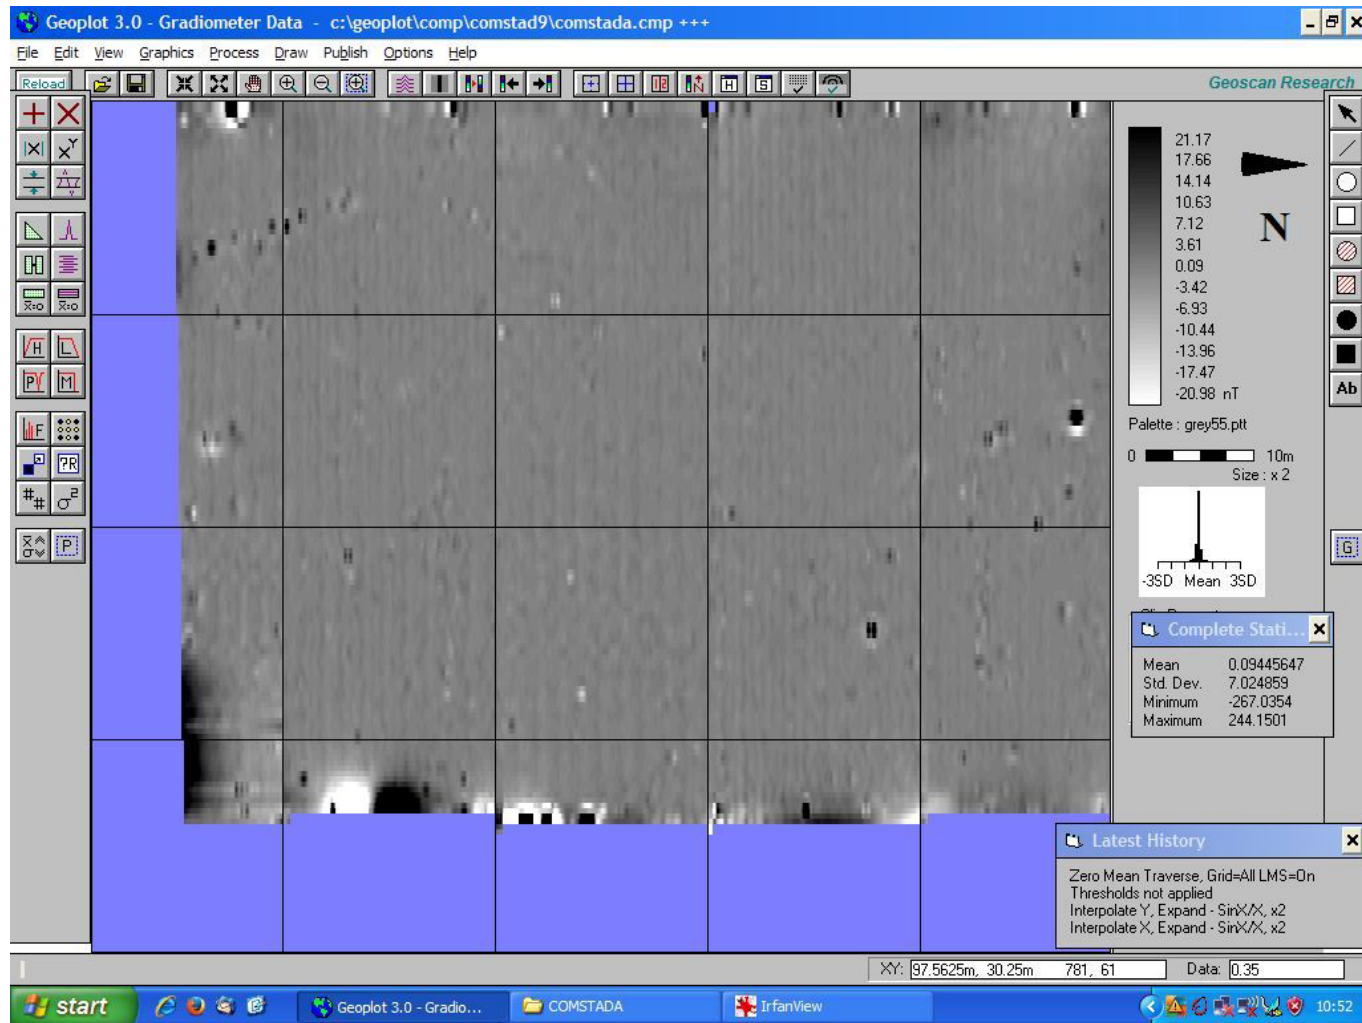 Geoplot 3.0 - Gradiometer Data - c:\geoplot\comp\comstad9\comstada.cmp +++
File Edit View Graphics Process Draw Publish Options Help
Reload
Geoscan Research
21.17
17.66
14.14
10.63
7.12
3.61
0.09
-3.42
-6.93
-10.44
-13.96
-17.47
-20.98 nT
N
Palette : grey55.ptt
0 10m
Size : x 2
-3SD Mean 3SD
Ab
Complete Stati...
Mean 0.09445647
Std. Dev. 7.024859
Minimum -267.0354
Maximum 244.1501
Latest History
Zero Mean Traverse, Grid=All LMS=On
Thresholds not applied
Interpolate Y, Expand - SinX/X, x2
Interpolate X, Expand - SinX/X, x2
XY: 97.5625m, 30.25m 781, 61 Data: 0.35
start Geoplot 3.0 - Gradio... COMSTADA IrfanView 10:52